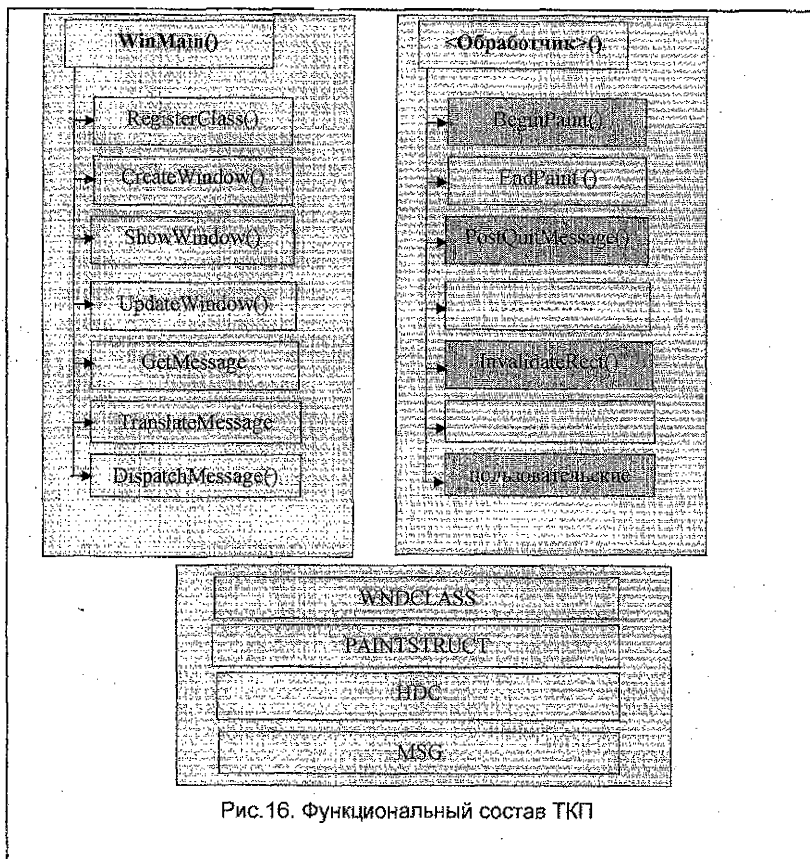 WinMain()
RegisterClass()
CreateWindow()
ShowWindow()
UpdateWindow()
GetMessage
TranslateMessage
DispatchMessage()
<Обработчик>()
BeginPaint()
EndPaint ()
PostQuitMessage()
InvalidateRect()
пользовательские
WNDCLASS
PAINTSTRUCT
HDC
MSG
Рис.16. Функциональный состав ТКП